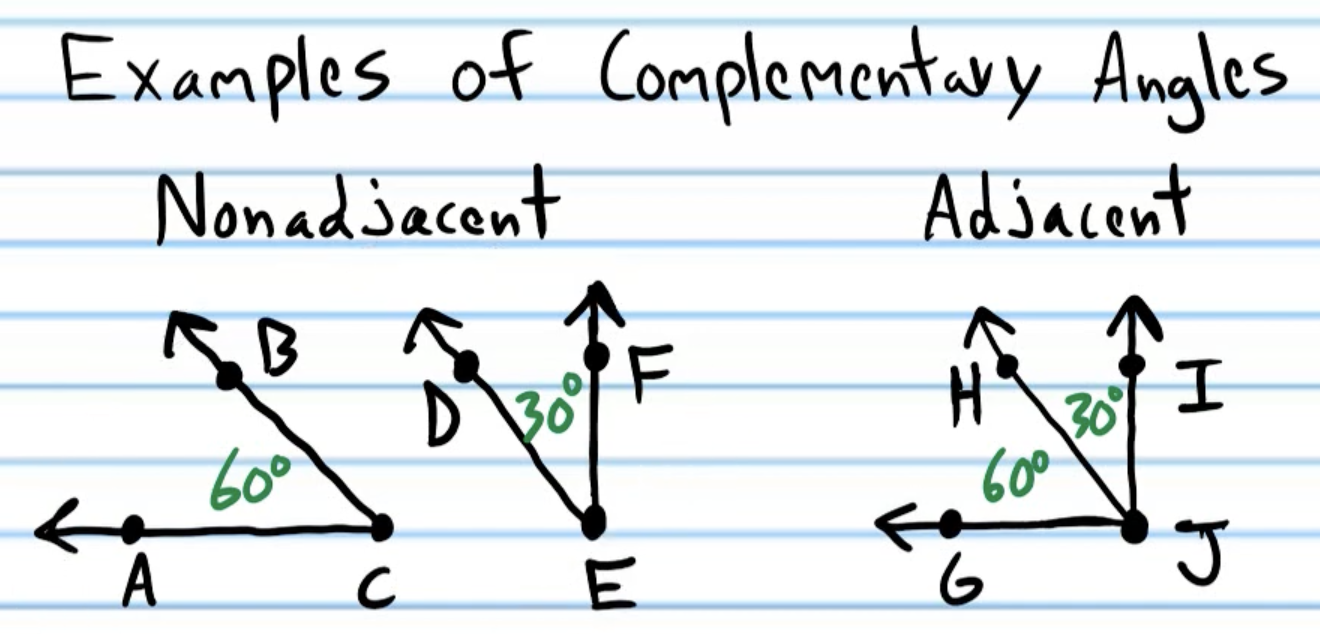 Examples of Complementary Angles
Nonadjacent Adjacent
B D 30° F H 30° I
60° 60°
A C E G J